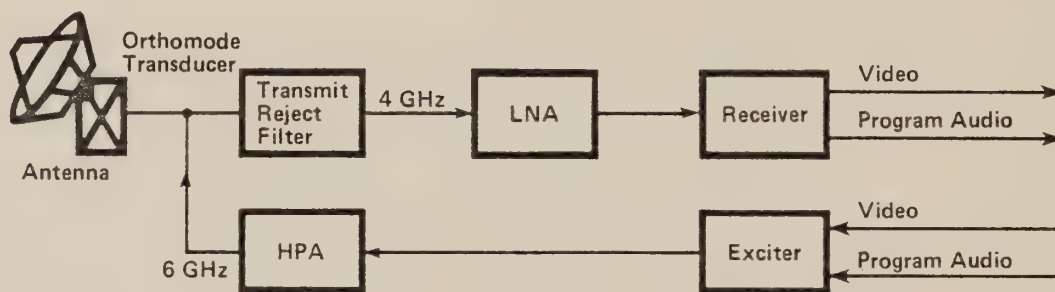 Orthomode
Transducer
Antenna
Transmit
Reject
Filter
4 GHz
LNA
Receiver
Video
Program Audio
6 GHz
HPA
Exciter
Video
Program Audio